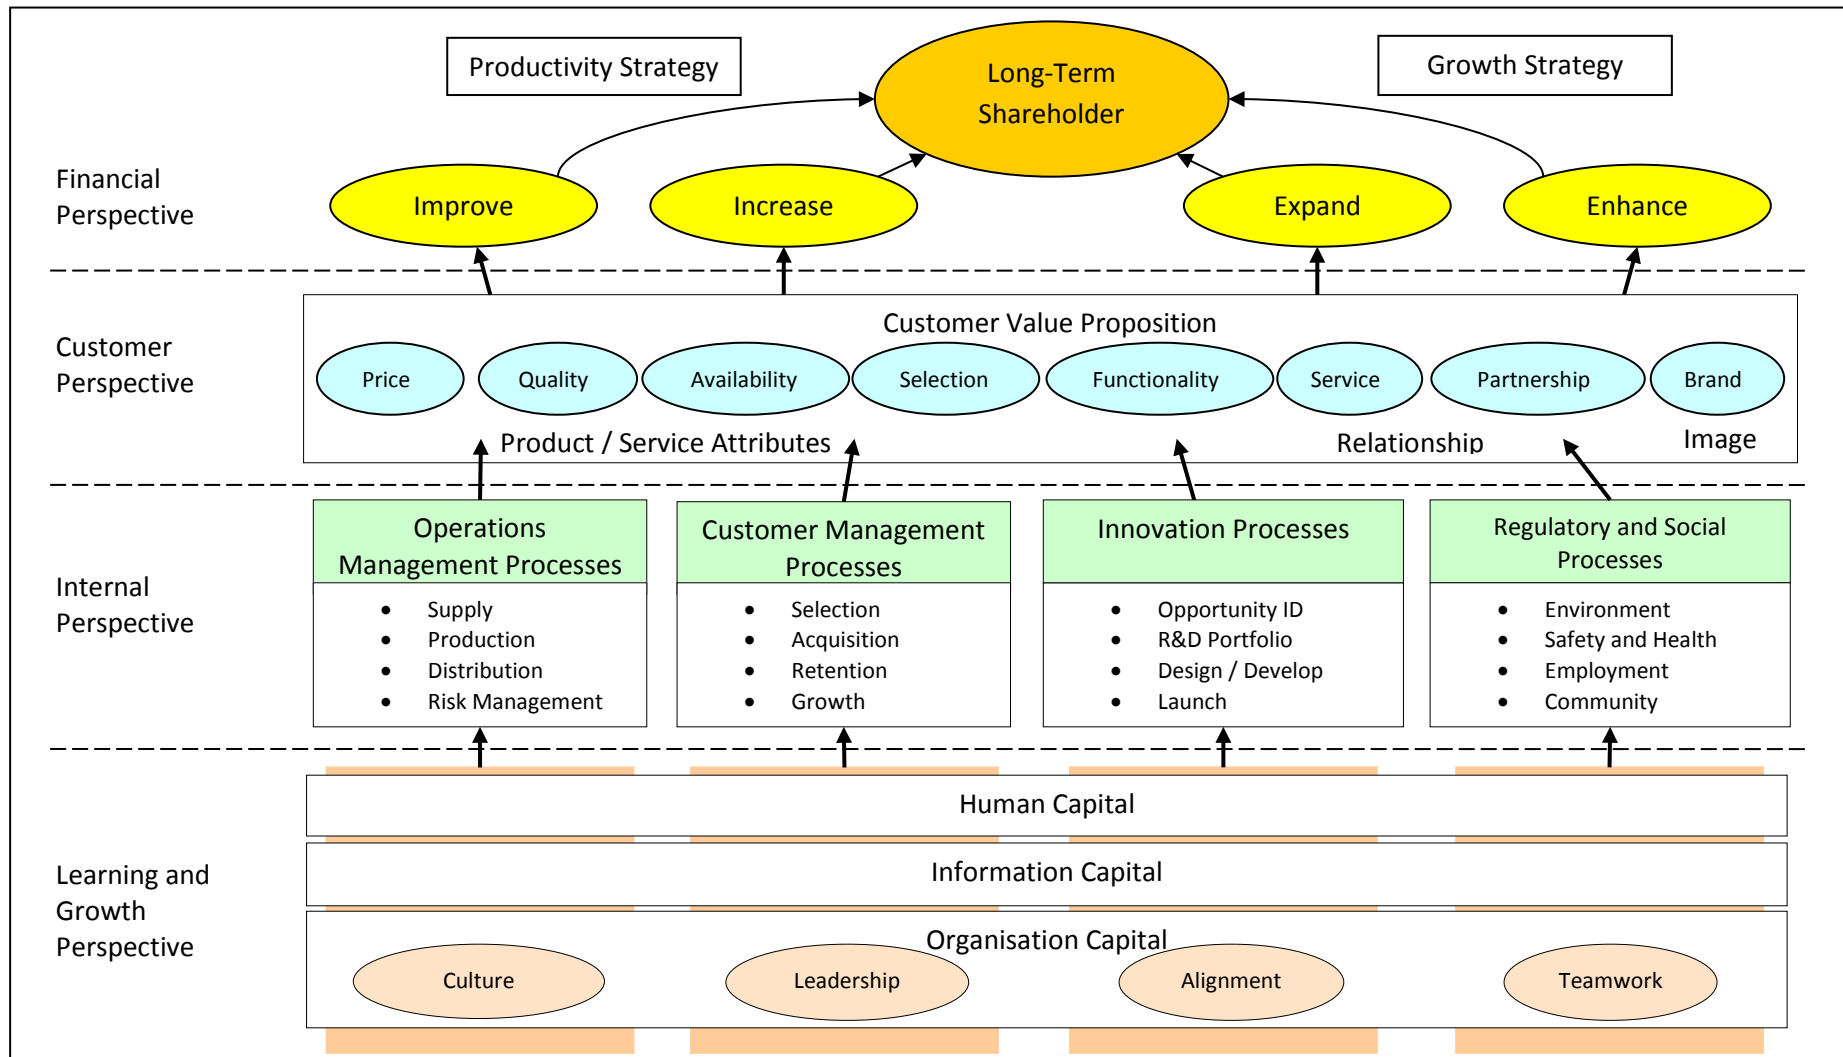 Productivity Strategy
Long-Term
Shareholder
Growth Strategy
Financial
Perspective
Improve
Increase
Expand
Enhance
Customer
Perspective
Customer Value Proposition
Price
Quality
Availability
Selection
Functionality
Service
Partnership
Brand
Product / Service Attributes
Relationship
Image
Internal
Perspective
Operations
Management Processes
• Supply
• Production
• Distribution
• Risk Management
Customer Management
Processes
• Selection
• Acquisition
• Retention
• Growth
Innovation Processes
• Opportunity ID
• R&D Portfolio
• Design / Develop
• Launch
Regulatory and Social
Processes
• Environment
• Safety and Health
• Employment
• Community
Learning and
Growth
Perspective
Human Capital
Information Capital
Organisation Capital
Culture
Leadership
Alignment
Teamwork